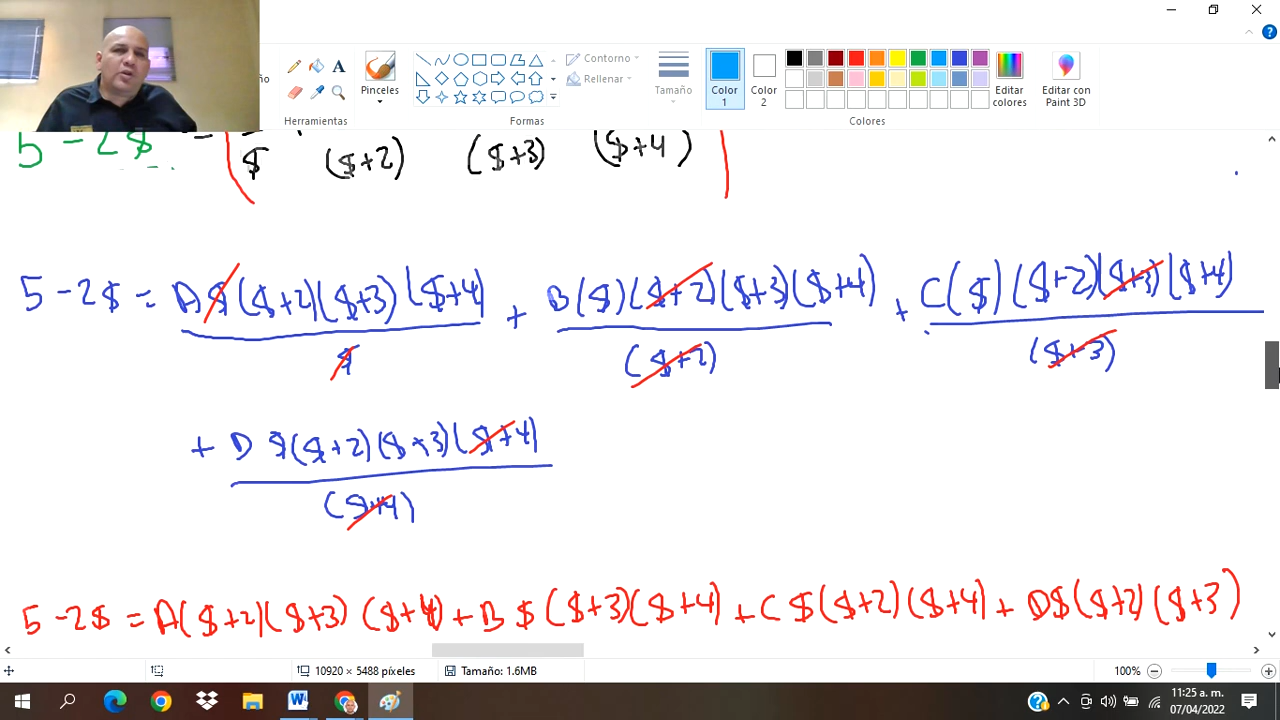 Contorno
Rellenar
Pinceles
Tamaño
Color
1
Color
2
Editar
colores
Editar con
Paint 3D
Herramientas
Formas
Colores
5 - 2$ = $ ($+2) ($+3) ($+4)
5 - 2$ = A$($+2)($+3)($+4) + B($)($+2)($+3)($+4) + C($)($+2)($+3)($+4)
$ ($+2) ($+3)
+ D $($+2)($+3)($+4)
($+4)
5 - 2$ = A($+2)($+3)($+4) + B$($+3)($+4) + C$($+2)($+4) + D$($+2)($+3)
10920 × 5488 píxeles
Tamaño: 1.6MB
100%
11:25 a. m.
07/04/2022